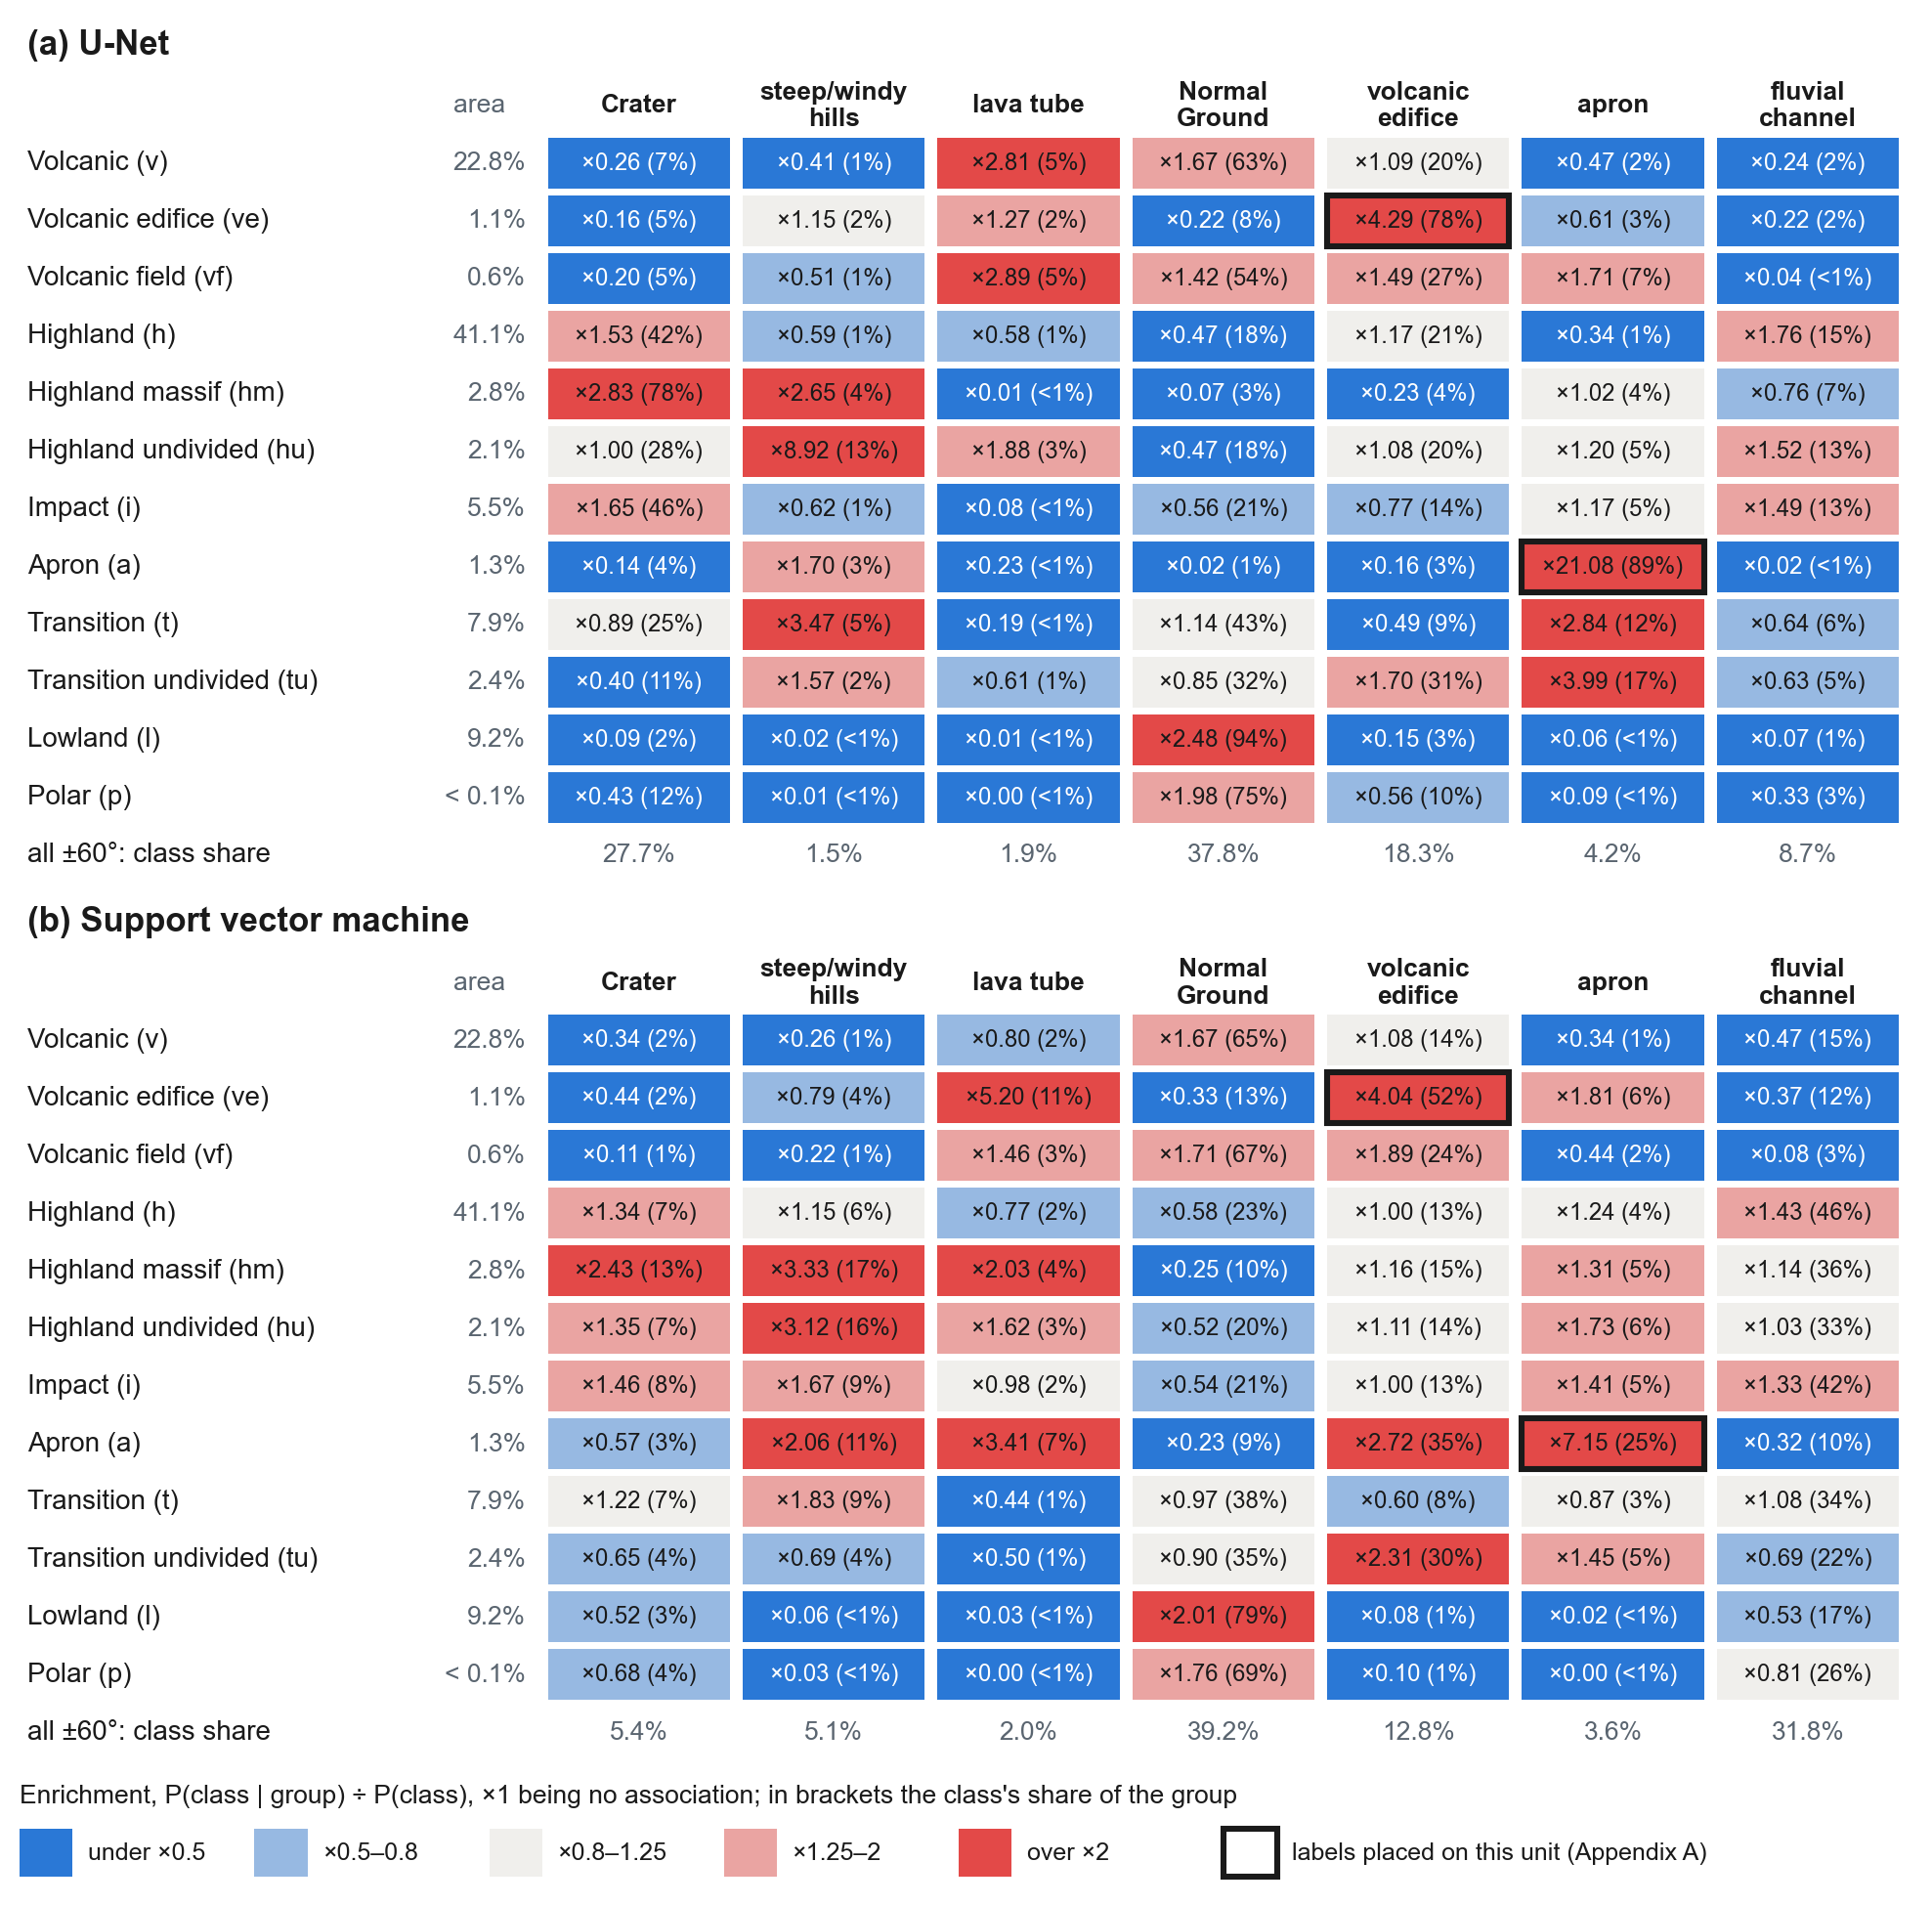 (a) U-Net
area Crater steep/windy hills lava tube Normal Ground volcanic edifice apron fluvial channel
Volcanic (v) 22.8% ×0.26 (7%) ×0.41 (1%) ×2.81 (5%) ×1.67 (63%) ×1.09 (20%) ×0.47 (2%) ×0.24 (2%)
Volcanic edifice (ve) 1.1% ×0.16 (5%) ×1.15 (2%) ×1.27 (2%) ×0.22 (8%) ×4.29 (78%) ×0.61 (3%) ×0.22 (2%)
Volcanic field (vf) 0.6% ×0.20 (5%) ×0.51 (1%) ×2.89 (5%) ×1.42 (54%) ×1.49 (27%) ×1.71 (7%) ×0.04 (<1%)
Highland (h) 41.1% ×1.53 (42%) ×0.59 (1%) ×0.58 (1%) ×0.47 (18%) ×1.17 (21%) ×0.34 (1%) ×1.76 (15%)
Highland massif (hm) 2.8% ×2.83 (78%) ×2.65 (4%) ×0.01 (<1%) ×0.07 (3%) ×0.23 (4%) ×1.02 (4%) ×0.76 (7%)
Highland undivided (hu) 2.1% ×1.00 (28%) ×8.92 (13%) ×1.88 (3%) ×0.47 (18%) ×1.08 (20%) ×1.20 (5%) ×1.52 (13%)
Impact (i) 5.5% ×1.65 (46%) ×0.62 (1%) ×0.08 (<1%) ×0.56 (21%) ×0.77 (14%) ×1.17 (5%) ×1.49 (13%)
Apron (a) 1.3% ×0.14 (4%) ×1.70 (3%) ×0.23 (<1%) ×0.02 (1%) ×0.16 (3%) ×21.08 (89%) ×0.02 (<1%)
Transition (t) 7.9% ×0.89 (25%) ×3.47 (5%) ×0.19 (<1%) ×1.14 (43%) ×0.49 (9%) ×2.84 (12%) ×0.64 (6%)
Transition undivided (tu) 2.4% ×0.40 (11%) ×1.57 (2%) ×0.61 (1%) ×0.85 (32%) ×1.70 (31%) ×3.99 (17%) ×0.63 (5%)
Lowland (l) 9.2% ×0.09 (2%) ×0.02 (<1%) ×0.01 (<1%) ×2.48 (94%) ×0.15 (3%) ×0.06 (<1%) ×0.07 (1%)
Polar (p) < 0.1% ×0.43 (12%) ×0.01 (<1%) ×0.00 (<1%) ×1.98 (75%) ×0.56 (10%) ×0.09 (<1%) ×0.33 (3%)
all ±60°: class share 27.7% 1.5% 1.9% 37.8% 18.3% 4.2% 8.7%
(b) Support vector machine
area Crater steep/windy hills lava tube Normal Ground volcanic edifice apron fluvial channel
Volcanic (v) 22.8% ×0.34 (2%) ×0.26 (1%) ×0.80 (2%) ×1.67 (65%) ×1.08 (14%) ×0.34 (1%) ×0.47 (15%)
Volcanic edifice (ve) 1.1% ×0.44 (2%) ×0.79 (4%) ×5.20 (11%) ×0.33 (13%) ×4.04 (52%) ×1.81 (6%) ×0.37 (12%)
Volcanic field (vf) 0.6% ×0.11 (1%) ×0.22 (1%) ×1.46 (3%) ×1.71 (67%) ×1.89 (24%) ×0.44 (2%) ×0.08 (3%)
Highland (h) 41.1% ×1.34 (7%) ×1.15 (6%) ×0.77 (2%) ×0.58 (23%) ×1.00 (13%) ×1.24 (4%) ×1.43 (46%)
Highland massif (hm) 2.8% ×2.43 (13%) ×3.33 (17%) ×2.03 (4%) ×0.25 (10%) ×1.16 (15%) ×1.31 (5%) ×1.14 (36%)
Highland undivided (hu) 2.1% ×1.35 (7%) ×3.12 (16%) ×1.62 (3%) ×0.52 (20%) ×1.11 (14%) ×1.73 (6%) ×1.03 (33%)
Impact (i) 5.5% ×1.46 (8%) ×1.67 (9%) ×0.98 (2%) ×0.54 (21%) ×1.00 (13%) ×1.41 (5%) ×1.33 (42%)
Apron (a) 1.3% ×0.57 (3%) ×2.06 (11%) ×3.41 (7%) ×0.23 (9%) ×2.72 (35%) ×7.15 (25%) ×0.32 (10%)
Transition (t) 7.9% ×1.22 (7%) ×1.83 (9%) ×0.44 (1%) ×0.97 (38%) ×0.60 (8%) ×0.87 (3%) ×1.08 (34%)
Transition undivided (tu) 2.4% ×0.65 (4%) ×0.69 (4%) ×0.50 (1%) ×0.90 (35%) ×2.31 (30%) ×1.45 (5%) ×0.69 (22%)
Lowland (l) 9.2% ×0.52 (3%) ×0.06 (<1%) ×0.03 (<1%) ×2.01 (79%) ×0.08 (1%) ×0.02 (<1%) ×0.53 (17%)
Polar (p) < 0.1% ×0.68 (4%) ×0.03 (<1%) ×0.00 (<1%) ×1.76 (69%) ×0.10 (1%) ×0.00 (<1%) ×0.81 (26%)
all ±60°: class share 5.4% 5.1% 2.0% 39.2% 12.8% 3.6% 31.8%
Enrichment, P(class | group) ÷ P(class), ×1 being no association; in brackets the class's share of the group
under ×0.5 ×0.5–0.8 ×0.8–1.25 ×1.25–2 over ×2 labels placed on this unit (Appendix A)